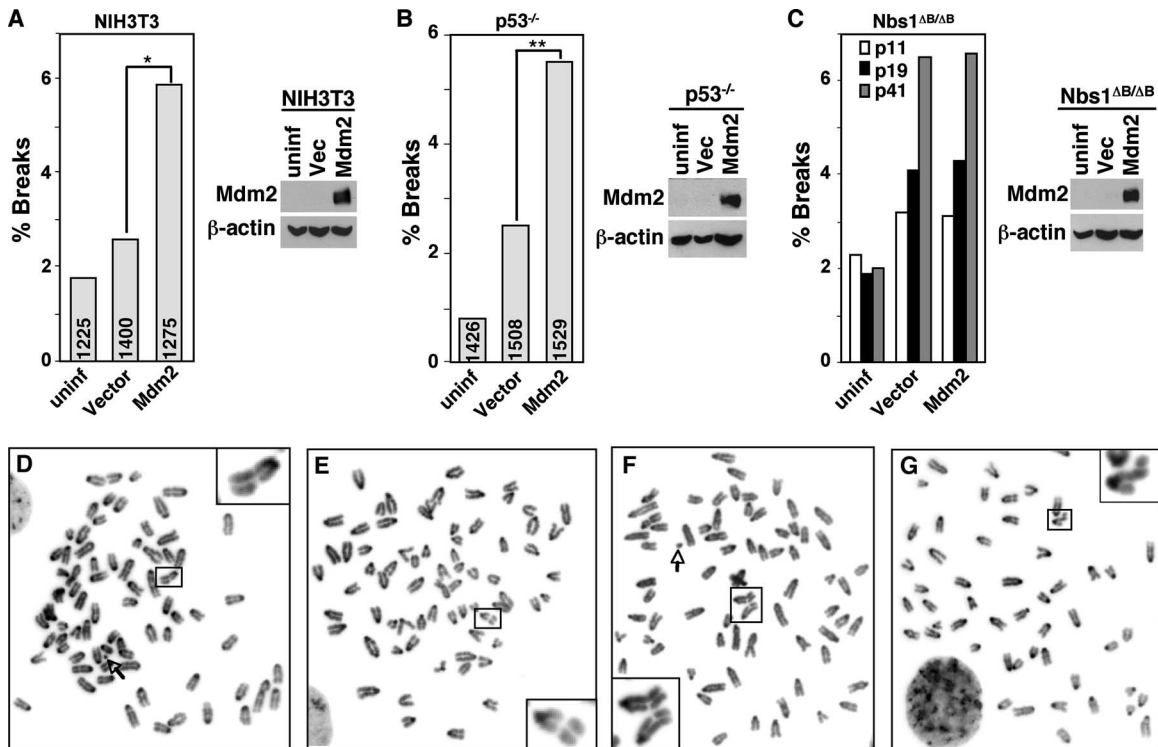 A
NIH3T3
% Breaks
6
4
2
0
*
1225
1400
1275
uninf
Vector
Mdm2
NIH3T3
uninf
Vec
Mdm2
Mdm2
β-actin
B
p53-/-
% Breaks
6
4
2
0
**
1426
1508
1529
uninf
Vector
Mdm2
p53-/-
uninf
Vec
Mdm2
Mdm2
β-actin
C
Nbs1ΔB/ΔB
p11
p19
p41
% Breaks
6
4
2
0
uninf
Vector
Mdm2
Nbs1ΔB/ΔB
uninf
Vec
Mdm2
Mdm2
β-actin
D
E
F
G